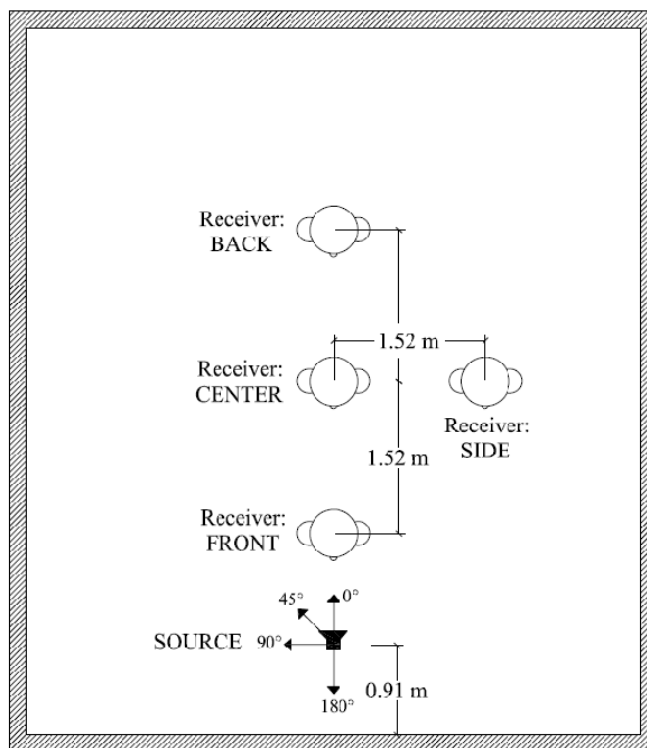 Receiver:
BACK
1.52 m
Receiver:
CENTER
Receiver:
SIDE
1.52 m
Receiver:
FRONT
45°
0°
SOURCE
90°
0.91 m
180°